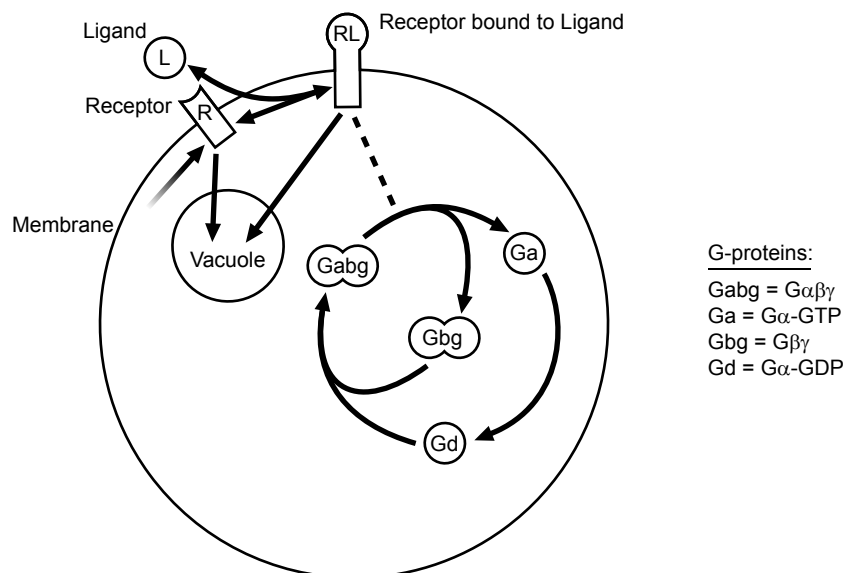 Ligand
L
RL
Receptor bound to Ligand
Receptor
R
Membrane
Vacuole
Gabg
Ga
Gbg
Gd
G-proteins:
Gabg = Gαβγ
Ga = Gα-GTP
Gbg = Gβγ
Gd = Gα-GDP